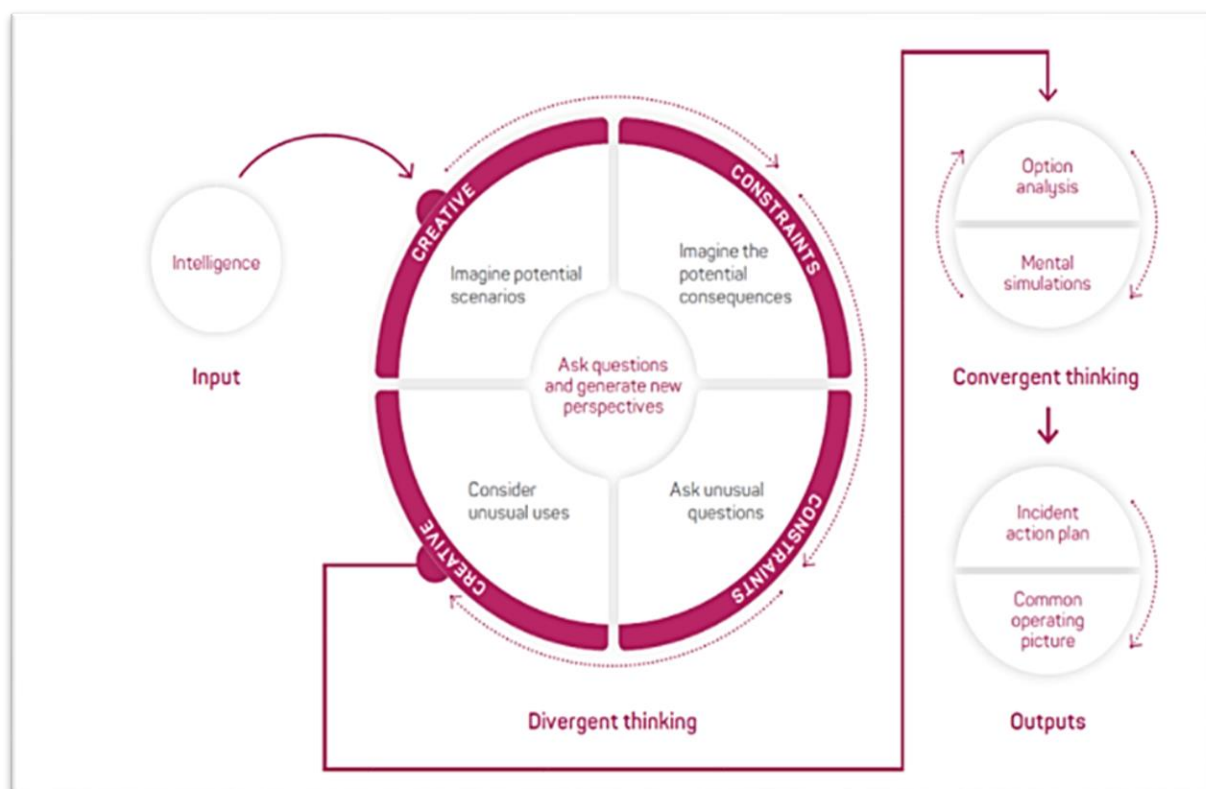 Intelligence
Input
CREATIVE
Imagine potential
scenarios
CONSTRAINTS
Imagine the
potential
consequences
Ask questions
and generate new
perspectives
Consider
unusual uses
CREATIVE
Ask unusual
questions
CONSTRAINTS
Divergent thinking
Option
analysis
Mental
simulations
Convergent thinking
Incident
action plan
Common
operating
picture
Outputs